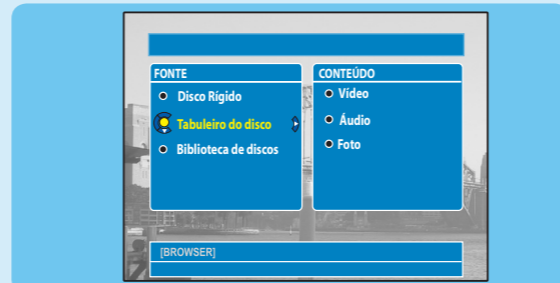 FONTE
Disco Rígido
Tabuleiro do disco
Biblioteca de discos
CONTEÚDO
Vídeo
Áudio
Foto
[BROWSER]